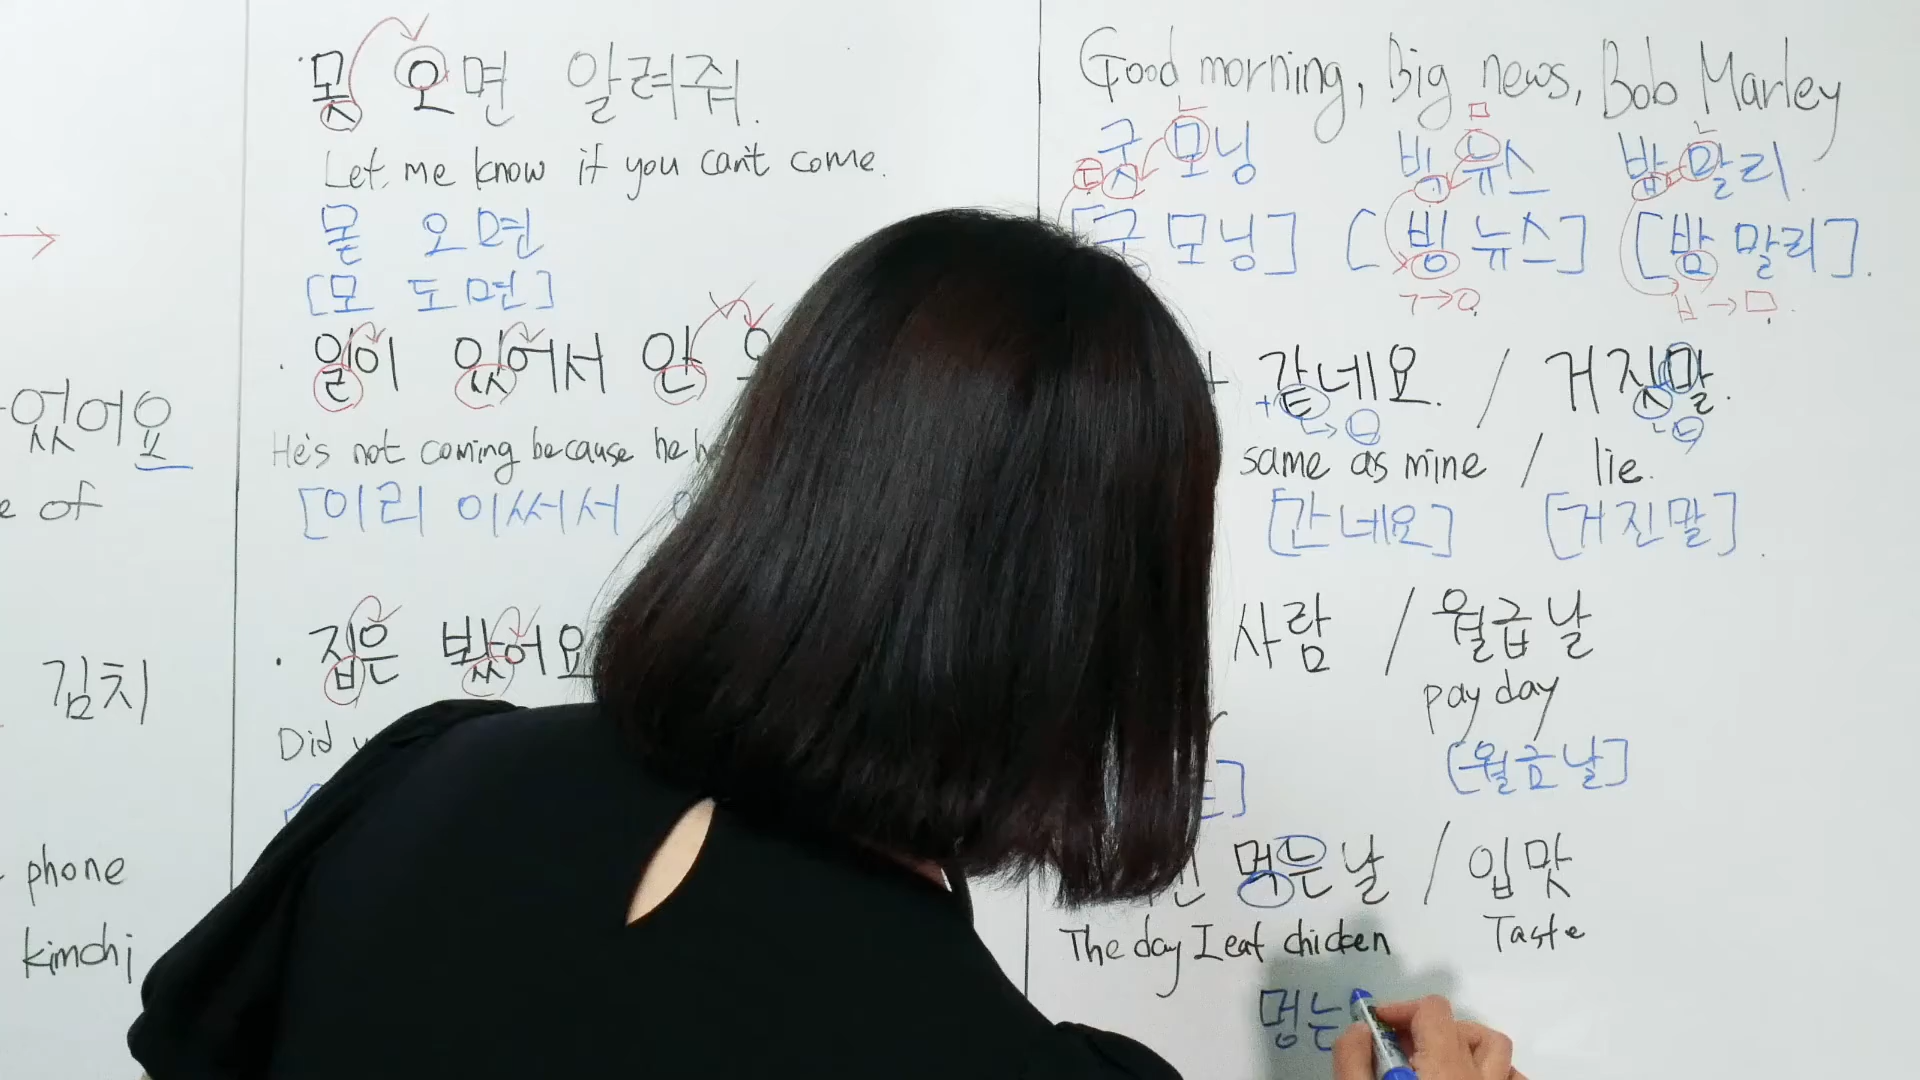 있어요
of
김치
phone
kimchi
못 오면 알려줘.
Let me know if you can't come.
몯 오면
[모 도면]
일이 있어서 안
He's not coming because he
[이리 이써서
집은 봤어요
Did
Good morning, Big news, Bob Marley
굿 모닝 빅 뉴스 밥 말리.
[굳 모닝] [빙 뉴스] [밤 말리].
ㄱ→ㅇ ㅂ→ㅁ.
같네요. / 거짓말.
same as mine / lie.
[간네요] [거진말].
사람 / 월급날
pay day
[월금날]
먹은날 / 입맛
The day I eat chicken Taste
멍는